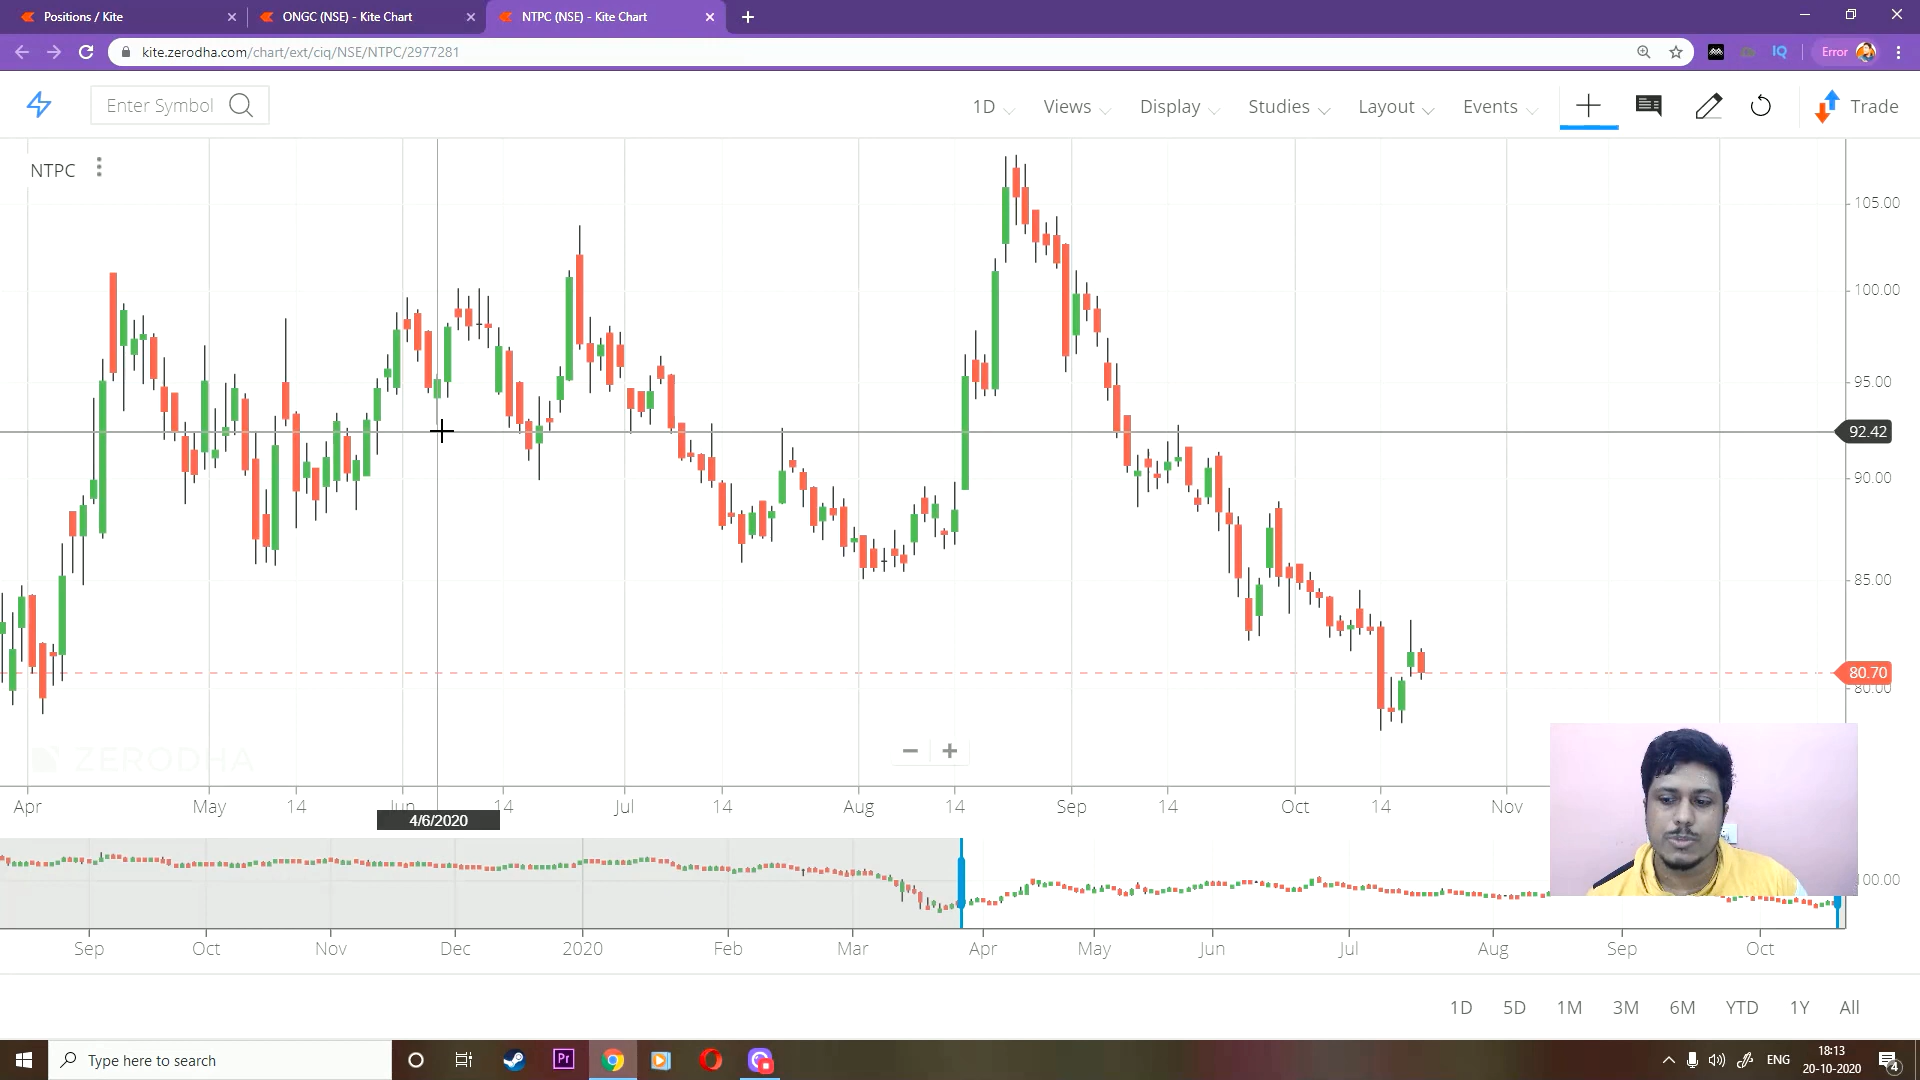 Positions / Kite
ONGC (NSE) - Kite Chart
NTPC (NSE) - Kite Chart
kite.zerodha.com/chart/ext/ciq/NSE/NTPC/2977281
IQ
Error
Enter Symbol
1D
Views
Display
Studies
Layout
Events
Trade
NTPC
105.00
100.00
95.00
92.42
90.00
85.00
80.70
80.00
ZERODHA
Apr May 14 Jun 14 Jul 14 Aug 14 Sep 14 Oct 14 Nov
4/6/2020
100.00
Sep Oct Nov Dec 2020 Feb Mar Apr May Jun Jul Aug Sep Oct
1D 5D 1M 3M 6M YTD 1Y All
Type here to search
Pr
ENG
18:13
20-10-2020
4